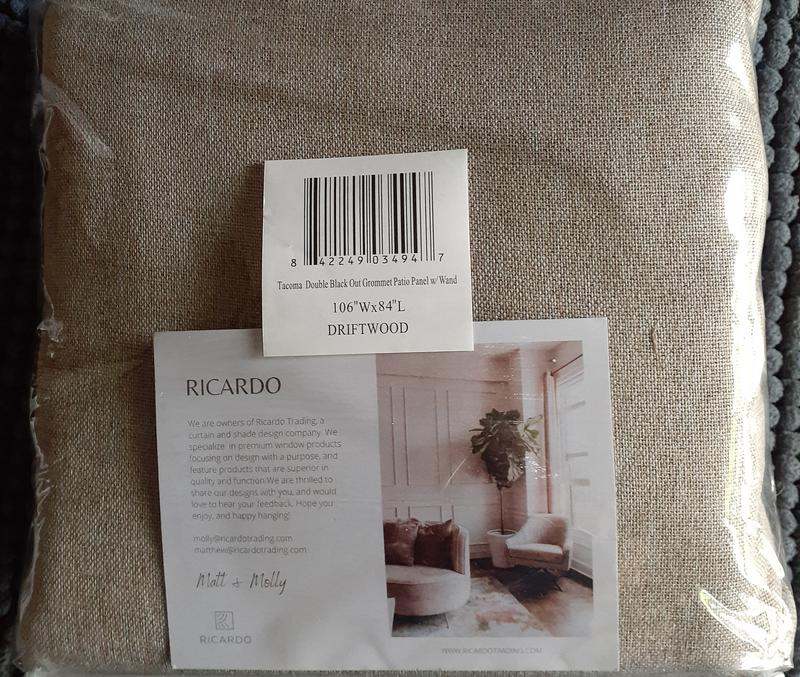 8 42249 03494 7
Tacoma Double Black Out Grommet Patio Panel w/ Wand
106"Wx84"L
DRIFTWOOD
RICARDO
We are owners of Ricardo Trading, a
curtain and shade design company. We
specialize in premium window products
focusing on design with a purpose, and
feature products that are superior in
quality and function.We are thrilled to
share our designs with you, and would
love to hear your feedback. Hope you
enjoy, and happy hanging!
molly@ricardotrading.com
matthew@ricardotrading.com
Matt & Molly
RICARDO
WWW.RICARDOTRADING.COM